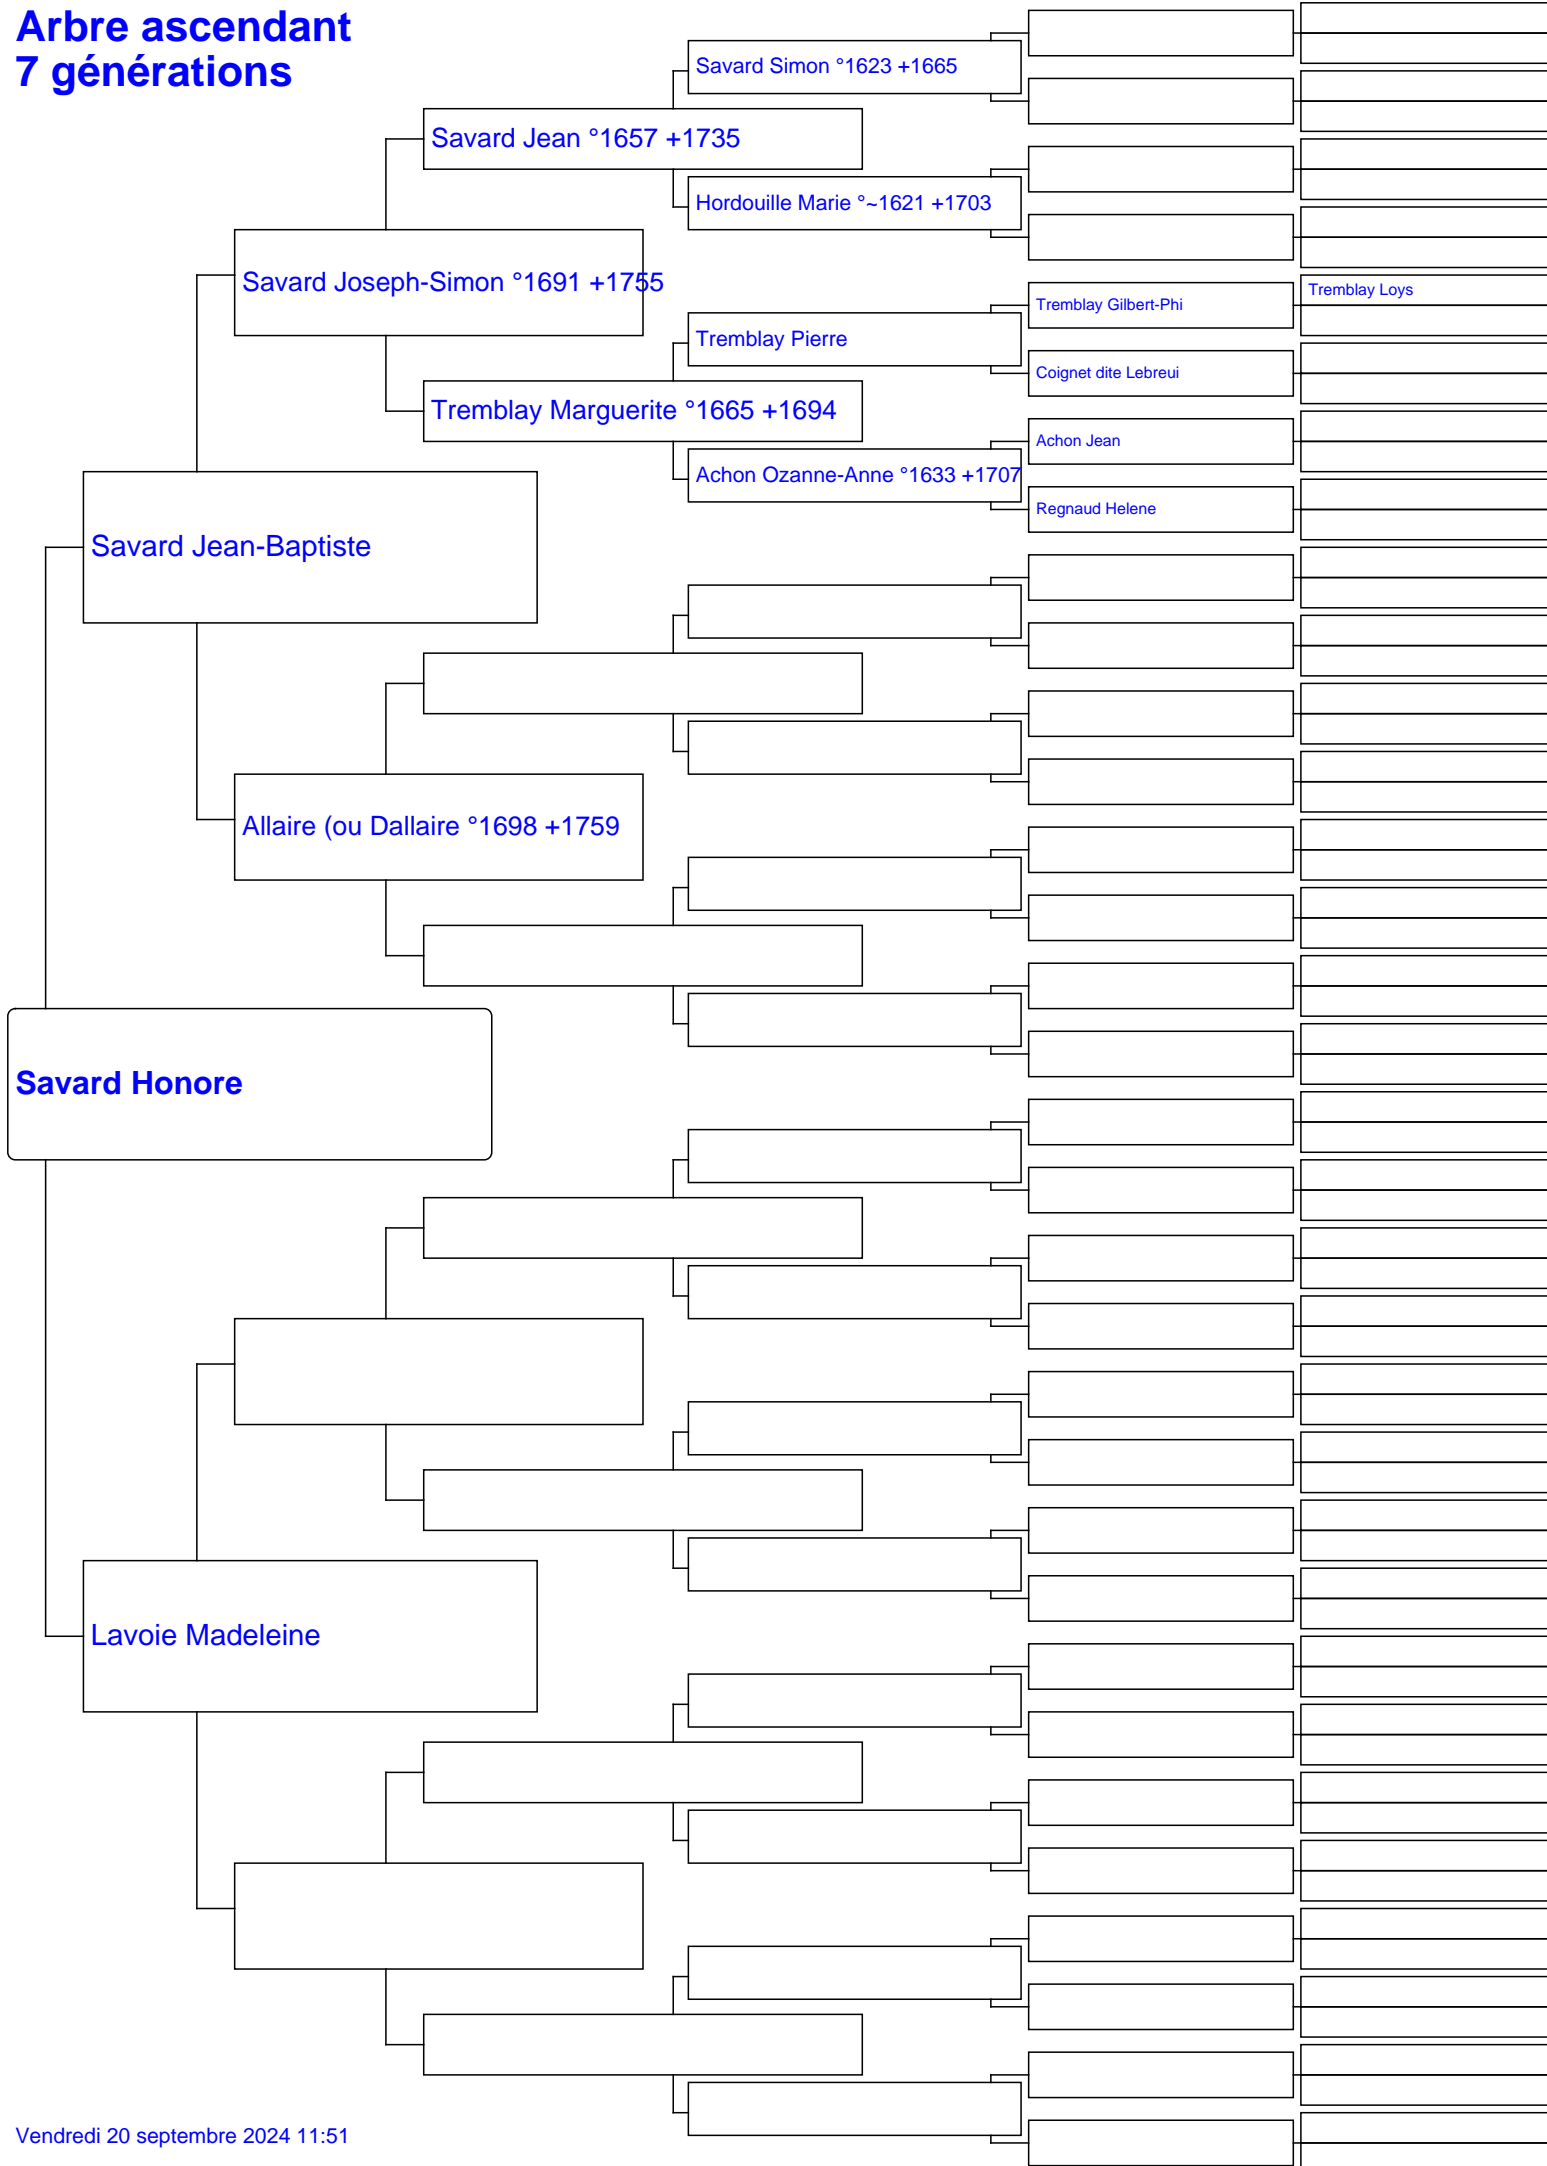 Arbre ascendant
7 générations
Savard Simon °1623 +1665
Savard Jean °1657 +1735
Hordouille Marie °~1621 +1703
Savard Joseph-Simon °1691 +1755
Tremblay Loys
Tremblay Gilbert-Phi
Tremblay Pierre
Coignet dite Lebreui
Tremblay Marguerite °1665 +1694
Achon Jean
Achon Ozanne-Anne °1633 +1707
Regnaud Helene
Savard Jean-Baptiste
Allaire (ou Dallaire °1698 +1759
Savard Honore
Lavoie Madeleine
Vendredi 20 septembre 2024 11:51